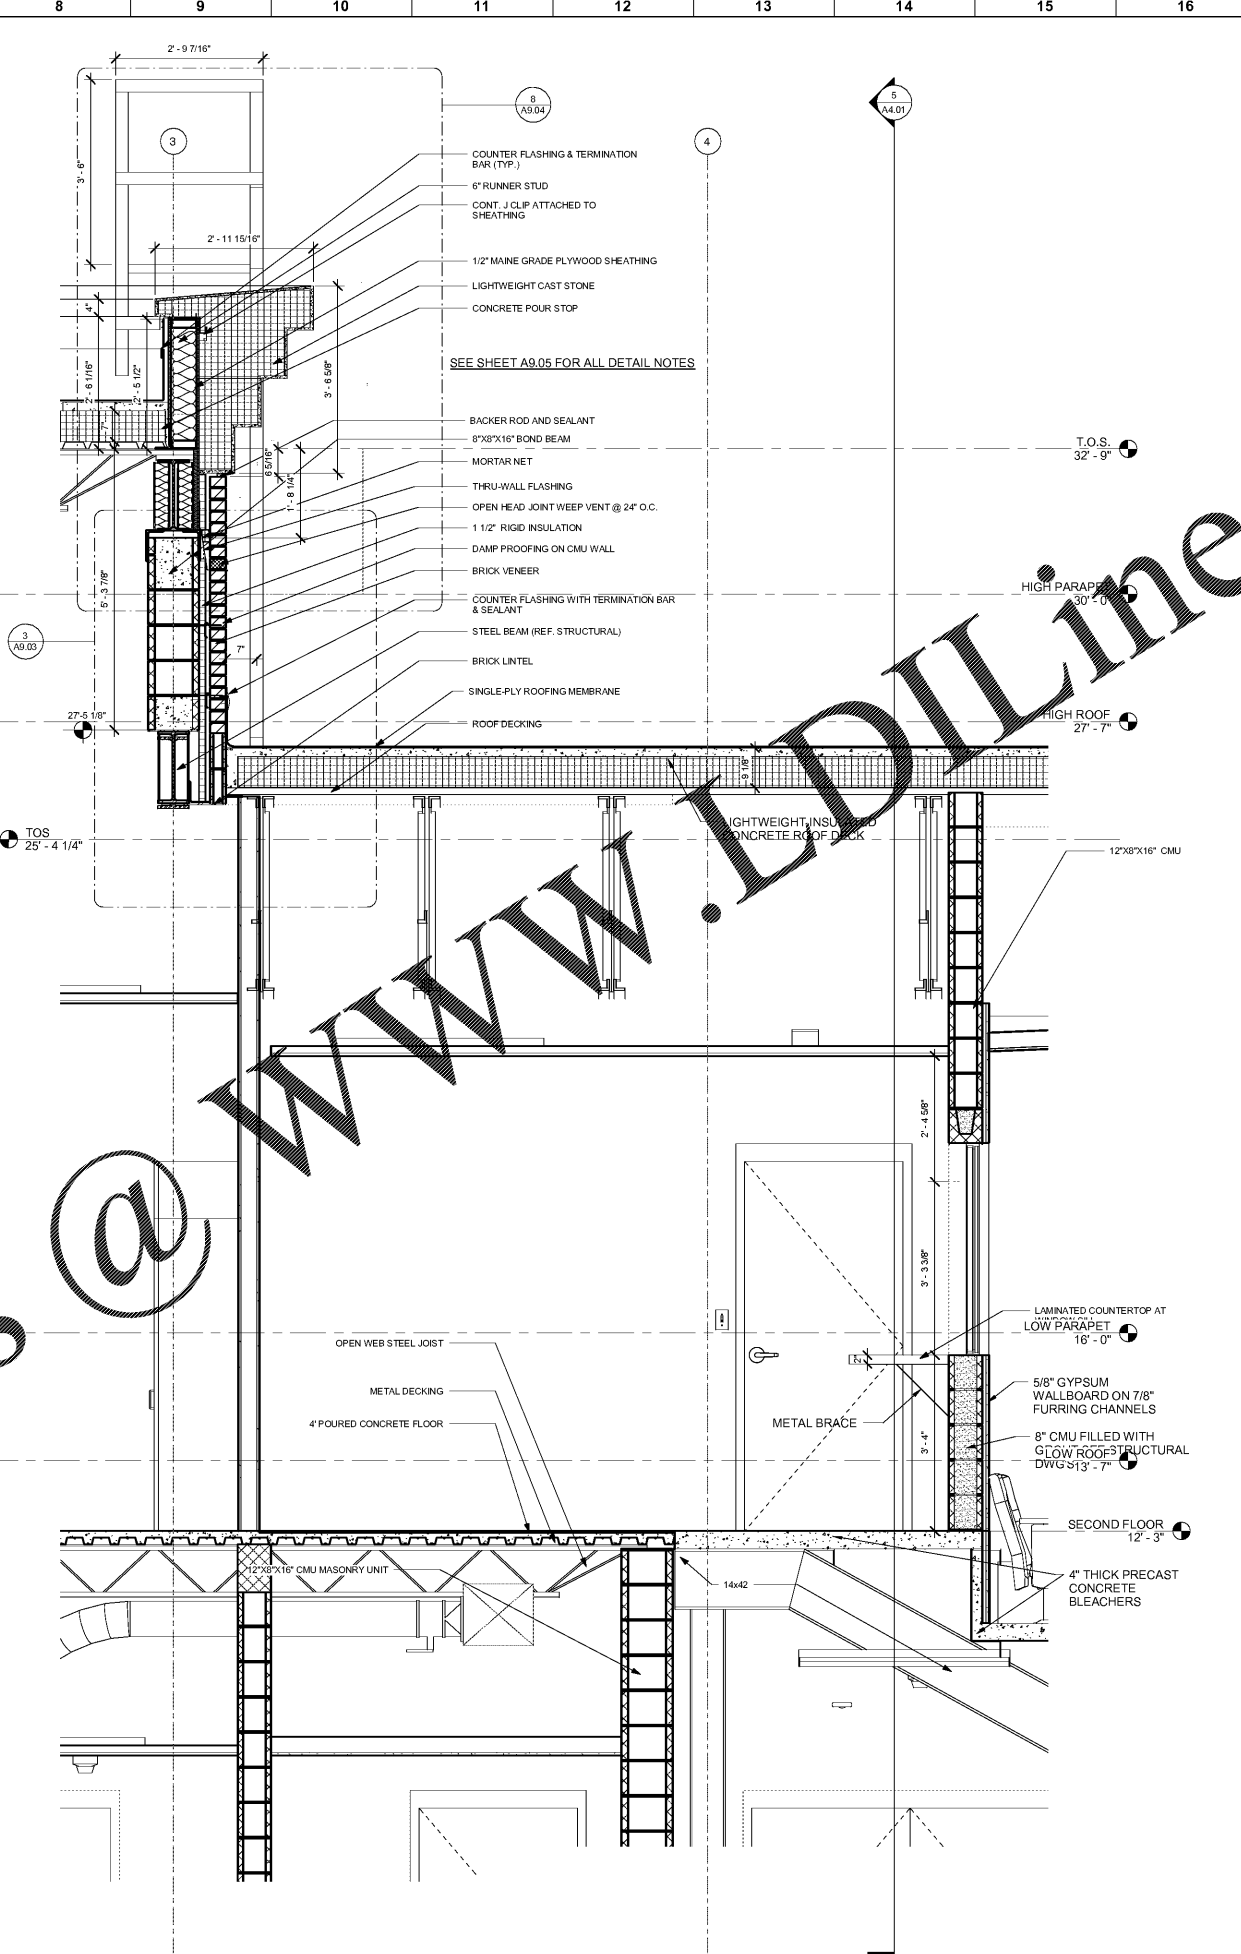 8 9 10 11 12 13 14 15 16
2' - 9 7/16"
8
A9.04
5
A4.01
3
4
3' - 6"
COUNTER FLASHING & TERMINATION
BAR (TYP.)
6" RUNNER STUD
CONT. J CLIP ATTACHED TO
SHEATHING
2' - 11 15/16"
1/2" MAINE GRADE PLYWOOD SHEATHING
LIGHTWEIGHT CAST STONE
4"
CONCRETE POUR STOP
SEE SHEET A9.05 FOR ALL DETAIL NOTES
2' - 6 1/16"
2' - 5 1/2"
3' - 6 5/8"
7"
BACKER ROD AND SEALANT
8"X8"X16" BOND BEAM
T.O.S.
32' - 9"
6 5/16"
MORTAR NET
1' - 8 1/4"
THRU-WALL FLASHING
OPEN HEAD JOINT WEEP VENT @ 24" O.C.
1 1/2" RIGID INSULATION
DAMP PROOFING ON CMU WALL
BRICK VENEER
5' - 3 7/8"
HIGH PARAPET
30' - 0"
COUNTER FLASHING WITH TERMINATION BAR
& SEALANT
3
A9.03
STEEL BEAM (REF. STRUCTURAL)
7"
BRICK LINTEL
SINGLE-PLY ROOFING MEMBRANE
27'-5 1/8"
ROOF DECKING
HIGH ROOF
27' - 7"
9 1/8"
LIGHTWEIGHT INSULATED
CONCRETE ROOF DECK
TOS
25' - 4 1/4"
12"X8"X16" CMU
@ www.LDILine
2' - 4 5/8"
3' - 3 3/8"
LAMINATED COUNTERTOP AT
WINDOW SILL
LOW PARAPET
16' - 0"
OPEN WEB STEEL JOIST
2"
METAL DECKING
5/8" GYPSUM
WALLBOARD ON 7/8"
FURRING CHANNELS
4' POURED CONCRETE FLOOR
METAL BRACE
3' - 4"
8" CMU FILLED WITH
GROUT SEE STRUCTURAL
DWG'S
LOW ROOF
13' - 7"
SECOND FLOOR
12' - 3"
12"X8"X16" CMU MASONRY UNIT
14x42
4" THICK PRECAST
CONCRETE
BLEACHERS